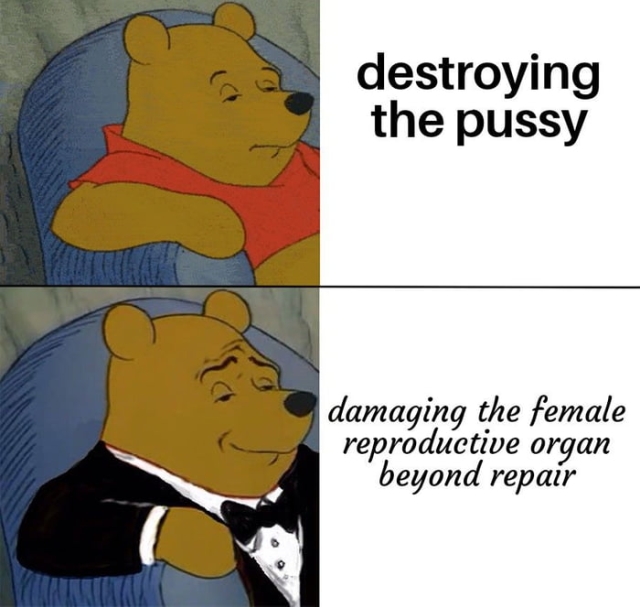 destroying
the pussy
damaging the female
reproductive organ
beyond repair